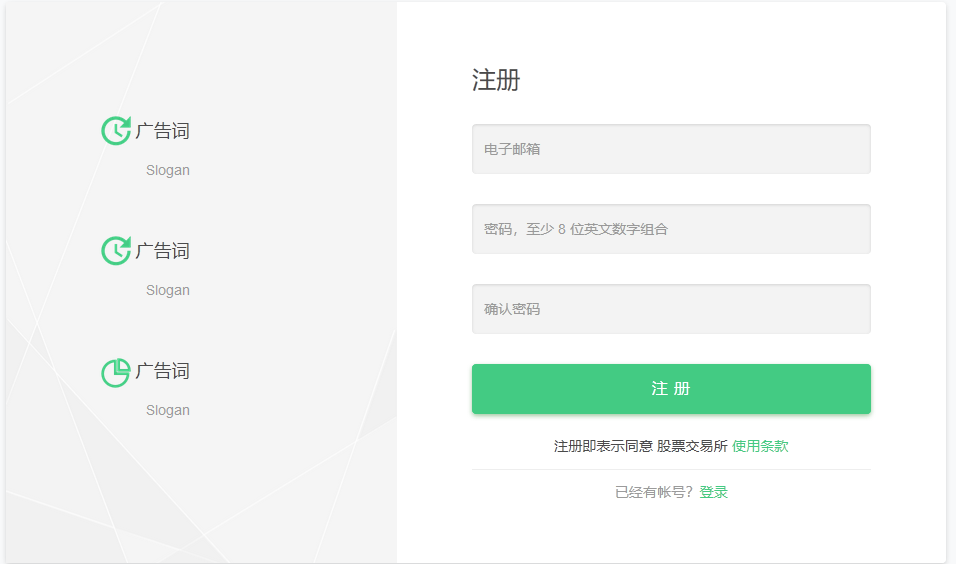 广告词
Slogan
广告词
Slogan
广告词
Slogan
注册
电子邮箱
密码，至少 8 位英文数字组合
确认密码
注 册
注册即表示同意 股票交易所 使用条款
已经有帐号？登录